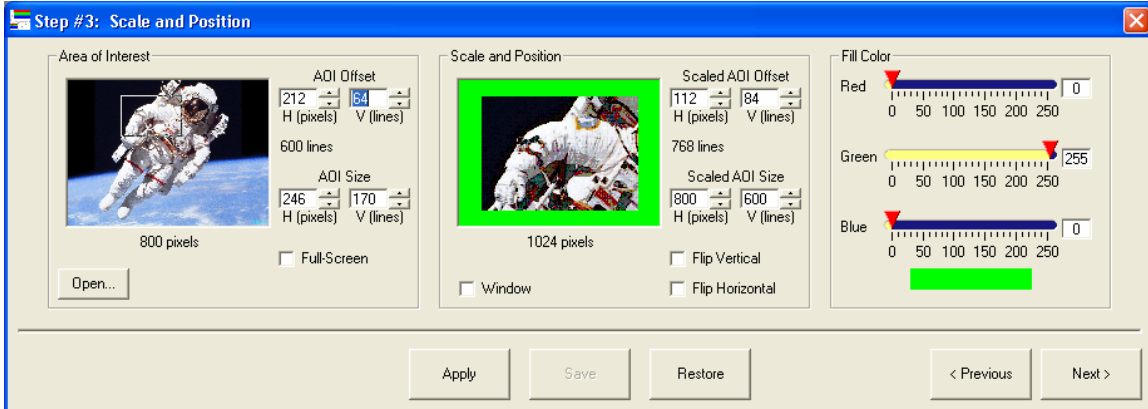 Step #3:  Scale and Position
Area of Interest
AOI Offset
212 64
H (pixels) V (lines)
600 lines
AOI Size
246 170
H (pixels) V (lines)
800 pixels
Full-Screen
Open...
Scale and Position
Scaled AOI Offset
112 84
H (pixels) V (lines)
768 lines
Scaled AOI Size
800 600
H (pixels) V (lines)
1024 pixels
Flip Vertical
Window
Flip Horizontal
Fill Color
Red 0
0 50 100 150 200 250
Green 255
0 50 100 150 200 250
Blue 0
0 50 100 150 200 250
Apply
Save
Restore
< Previous
Next >